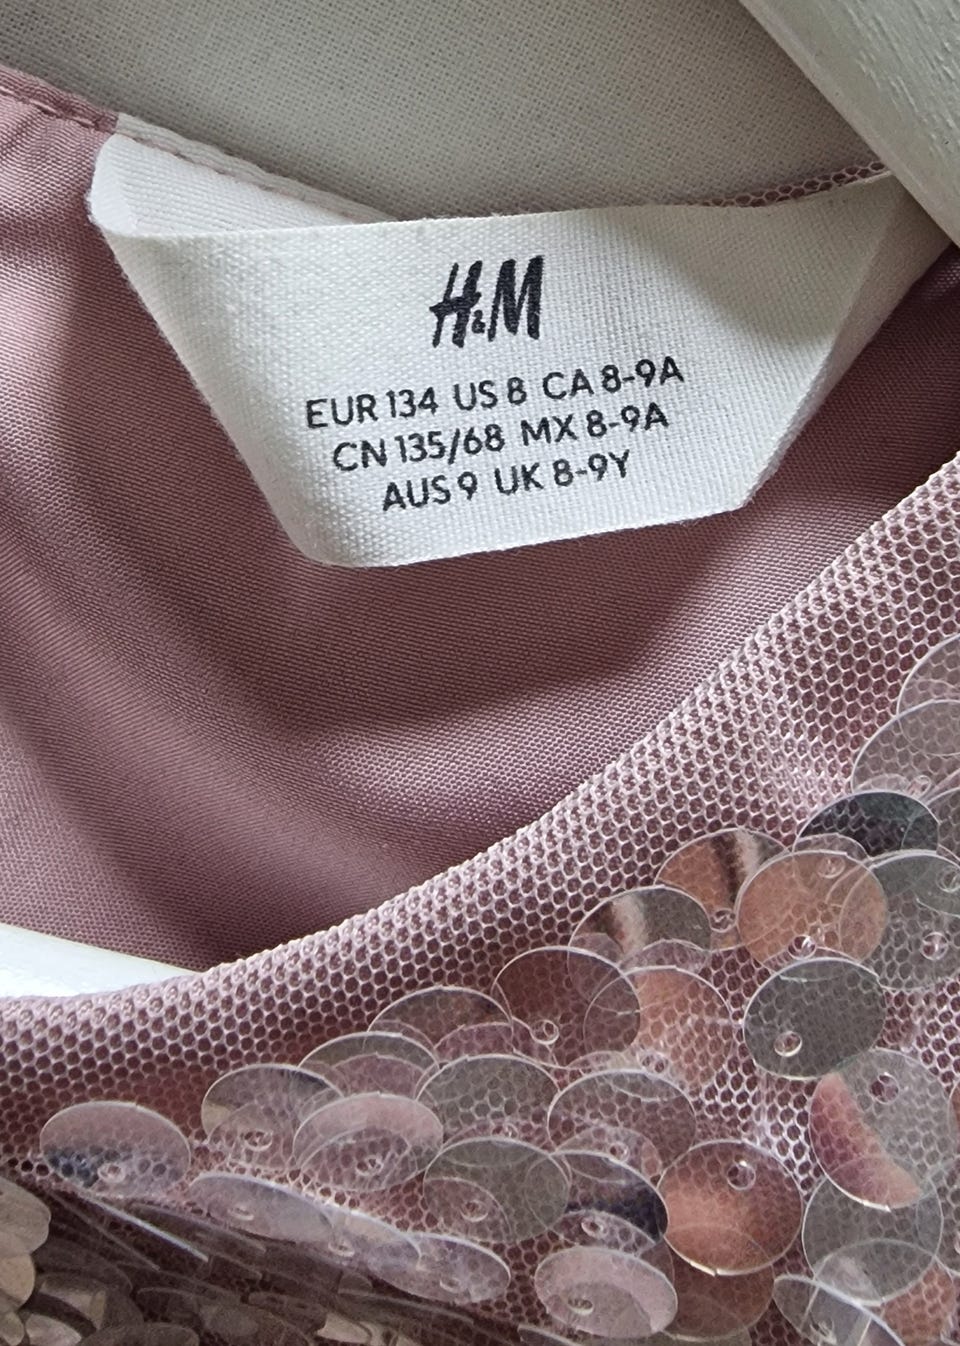 H&M
EUR 134 US 8 CA 8-9A
CN 135/68 MX 8-9A
AUS 9 UK 8-9Y